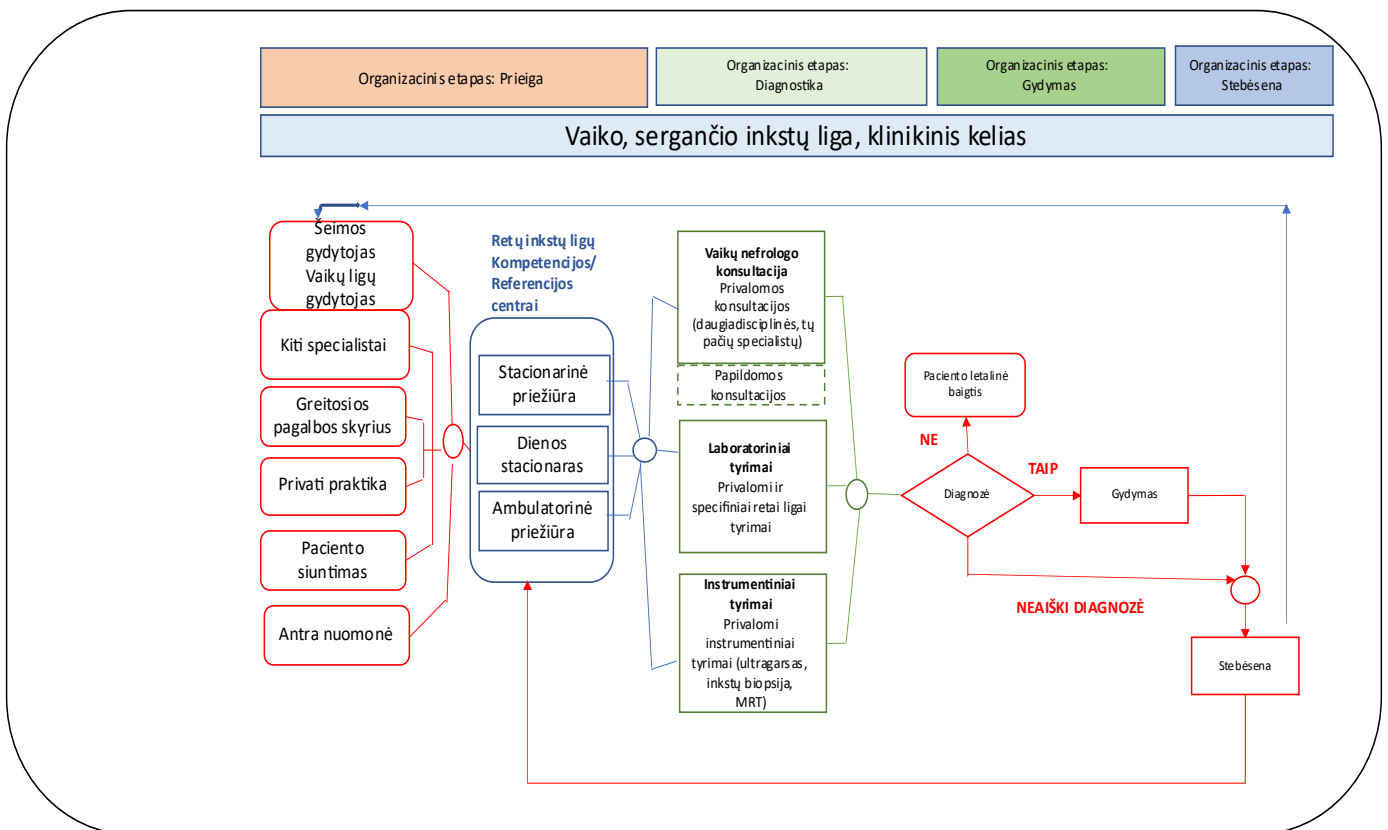 Organizacinis etapas: Prieiga
Organizacinis etapas:
Diagnostika
Organizacinis etapas:
Gydymas
Organizacinis etapas:
Stebėsena
Vaiko, sergančio inkstų liga, klinikinis kelias
Šeimos
gydytojas
Vaikų ligų
gydytojas
Kiti specialistai
Greitosios
pagalbos skyrius
Privati praktika
Paciento
siuntimas
Antra nuomonė
Retų inkstų ligų
Kompetencijos/
Referencijos
centrai
Stacionarinė
priežiūra
Dienos
stacionaras
Ambulatorinė
priežiūra
Vaikų nefrologo
konsultacija
Privalomos
konsultacijos
(daugiadisciplinės, tų
pačių specialistų)
Papildomos
konsultacijos
Laboratoriniai
tyrimai
Privalomi ir
specifiniai retai ligai
tyrimai
Instrumentiniai
tyrimai
Privalomi
instrumentiniai
tyrimai (ultragarsas,
inkstų biopsija,
MRT)
Paciento letalinė
baigtis
NE
TAIP
Diagnozė
Gydymas
NEAIŠKI DIAGNOZĖ
Stebėsena